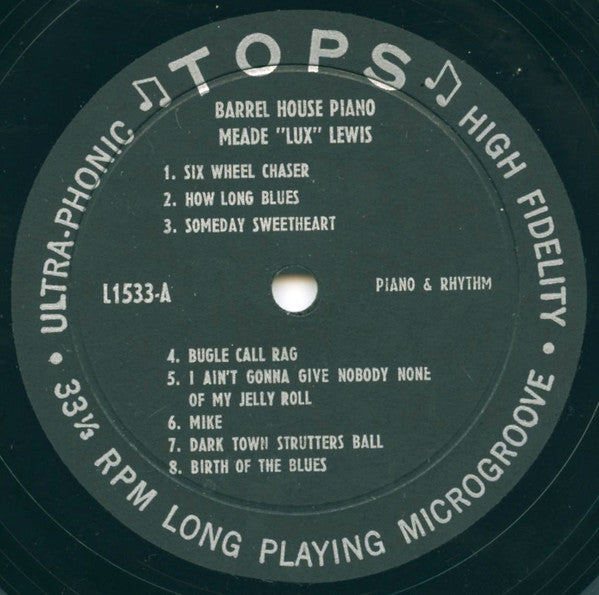 TOPS
BARREL HOUSE PIANO
MEADE "LUX" LEWIS
1. SIX WHEEL CHASER
2. HOW LONG BLUES
3. SOMEDAY SWEETHEART
L1533-A
PIANO & RHYTHM
4. BUGLE CALL RAG
5. I AIN'T GONNA GIVE NOBODY NONE
OF MY JELLY ROLL
6. MIKE
7. DARK TOWN STRUTTERS BALL
8. BIRTH OF THE BLUES
ULTRA-PHONIC
HIGH FIDELITY
• 33⅓ RPM LONG PLAYING MICROGROOVE •